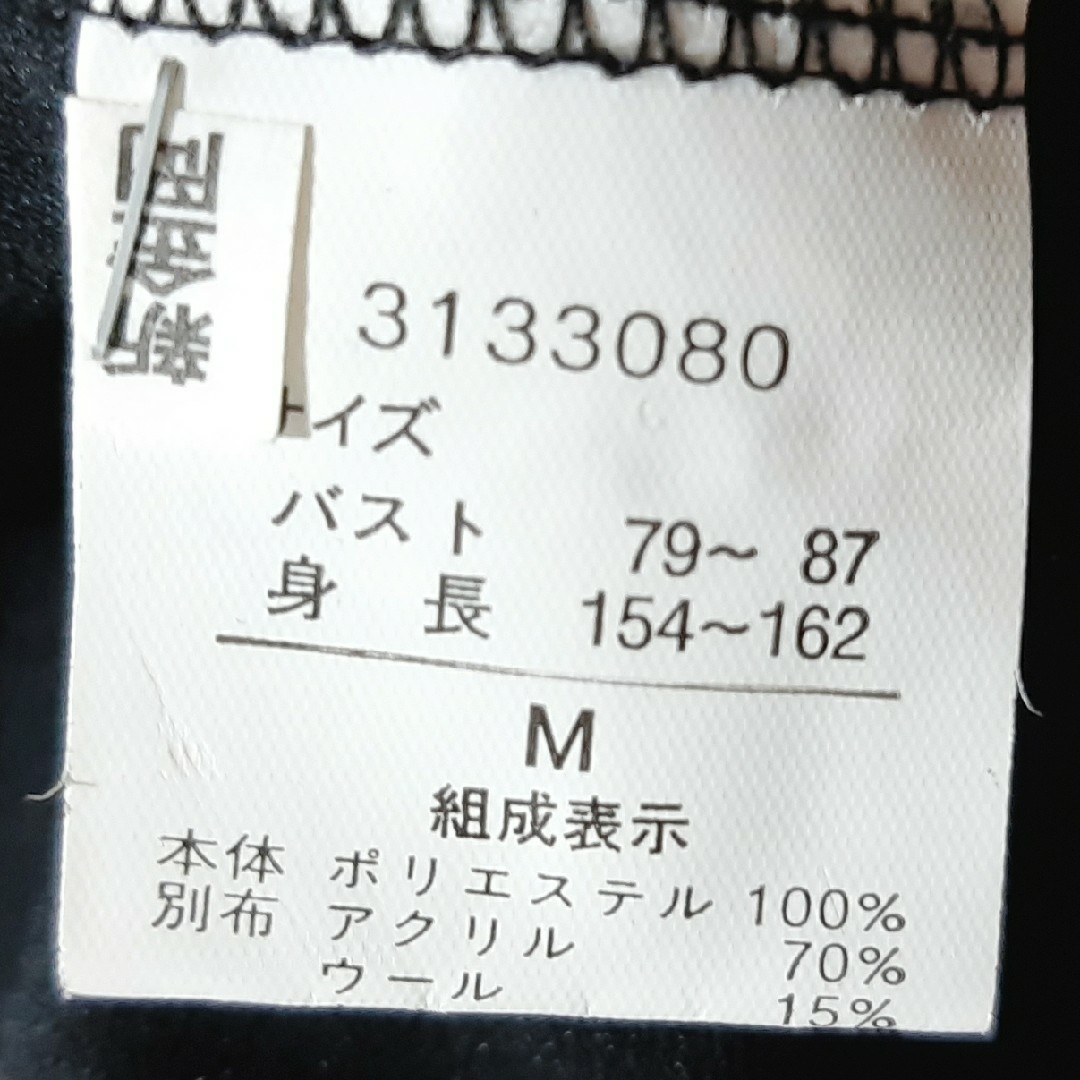 3133080
サイズ
バスト 79～ 87
身長 154～162
M
組成表示
本体 ポリエステル 100%
別布 アクリル 70%
ウール 15%